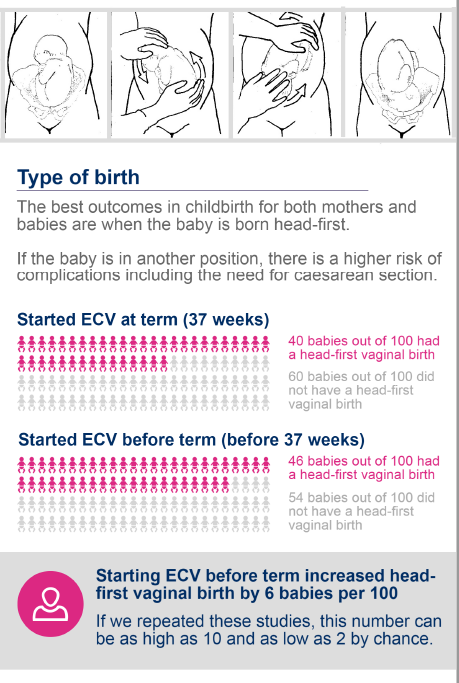 Type of birth
The best outcomes in childbirth for both mothers and
babies are when the baby is born head-first.
If the baby is in another position, there is a higher risk of
complications including the need for caesarean section.
Started ECV at term (37 weeks)
40 babies out of 100 had
a head-first vaginal birth
60 babies out of 100 did
not have a head-first
vaginal birth
Started ECV before term (before 37 weeks)
46 babies out of 100 had
a head-first vaginal birth
54 babies out of 100 did
not have a head-first
vaginal birth
Starting ECV before term increased head-
first vaginal birth by 6 babies per 100
If we repeated these studies, this number can
be as high as 10 and as low as 2 by chance.